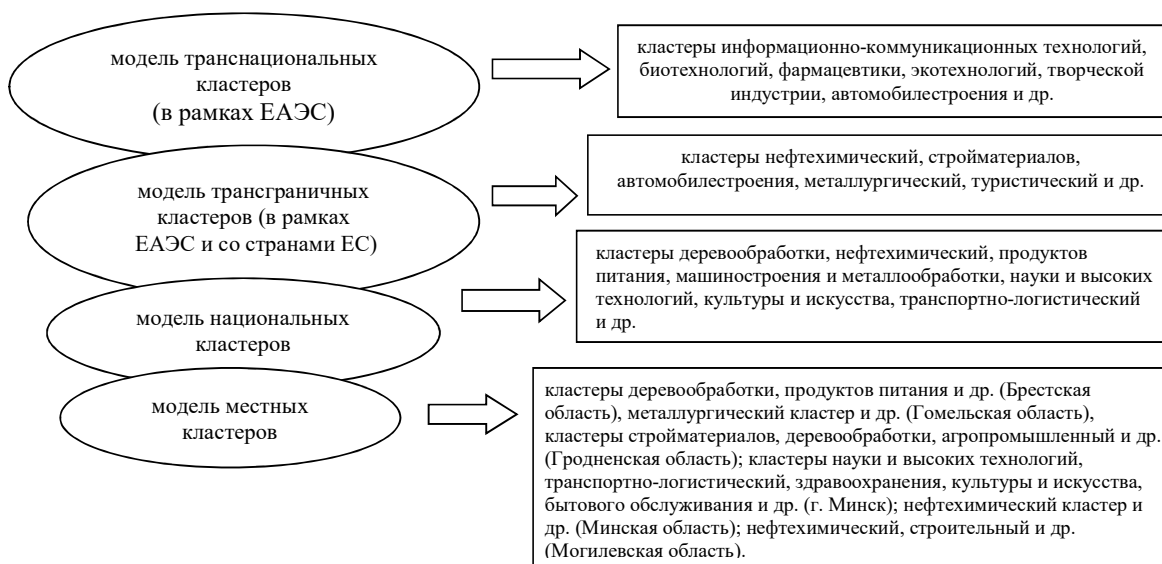 модель транснациональных
кластеров
(в рамках ЕАЭС)
кластеры информационно-коммуникационных технологий,
биотехнологий, фармацевтики, экотехнологий, творческой
индустрии, автомобилестроения и др.
модель трансграничных
кластеров (в рамках
ЕАЭС и со странами ЕС)
кластеры нефтехимический, стройматериалов,
автомобилестроения, металлургический, туристический и др.
модель национальных
кластеров
кластеры деревообработки, нефтехимический, продуктов
питания, машиностроения и металлообработки, науки и высоких
технологий, культуры и искусства, транспортно-логистический
и др.
модель местных
кластеров
кластеры деревообработки, продуктов питания и др. (Брестская
область), металлургический кластер и др. (Гомельская область),
кластеры стройматериалов, деревообработки, агропромышленный и др.
(Гродненская область); кластеры науки и высоких технологий,
транспортно-логистический, здравоохранения, культуры и искусства,
бытового обслуживания и др. (г. Минск); нефтехимический кластер и
др. (Минская область); нефтехимический, строительный и др.
(Могилевская область).